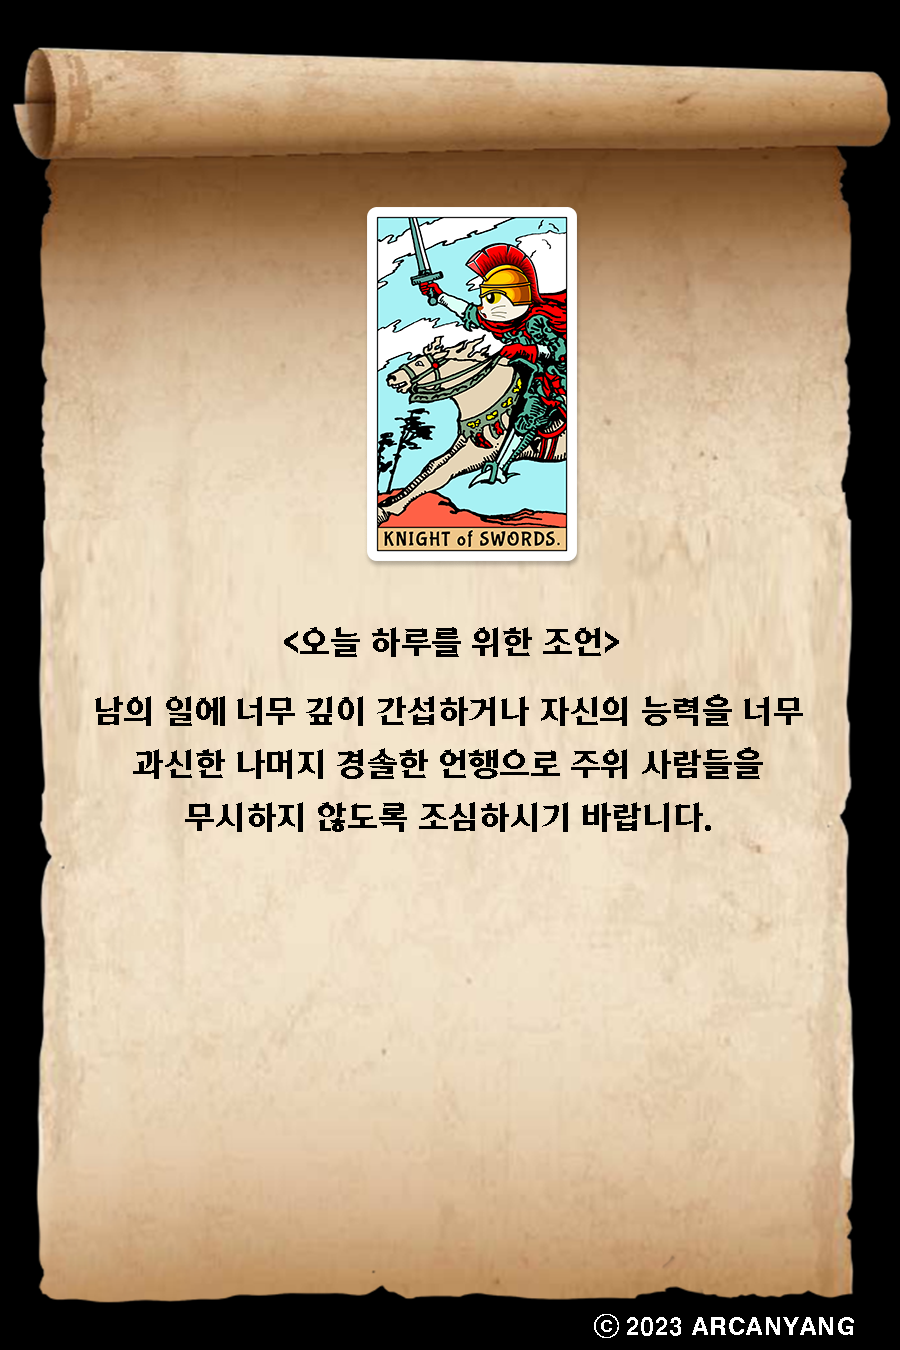 KNIGHT of SWORDS.
<오늘 하루를 위한 조언>
남의 일에 너무 깊이 간섭하거나 자신의 능력을 너무
과신한 나머지 경솔한 언행으로 주위 사람들을
무시하지 않도록 조심하시기 바랍니다.
ⓒ 2023 ARCANYANG